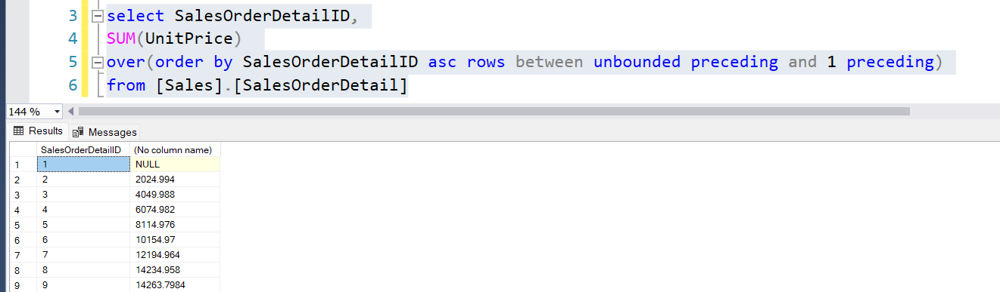 3 select SalesOrderDetailID,
4 SUM(UnitPrice)
5 over(order by SalesOrderDetailID asc rows between unbounded preceding and 1 preceding)
6 from [Sales].[SalesOrderDetail]
144 %
Results Messages
SalesOrderDetailID (No column name)
1 1 NULL
2 2 2024.994
3 3 4049.988
4 4 6074.982
5 5 8114.976
6 6 10154.97
7 7 12194.964
8 8 14234.958
9 9 14263.7984